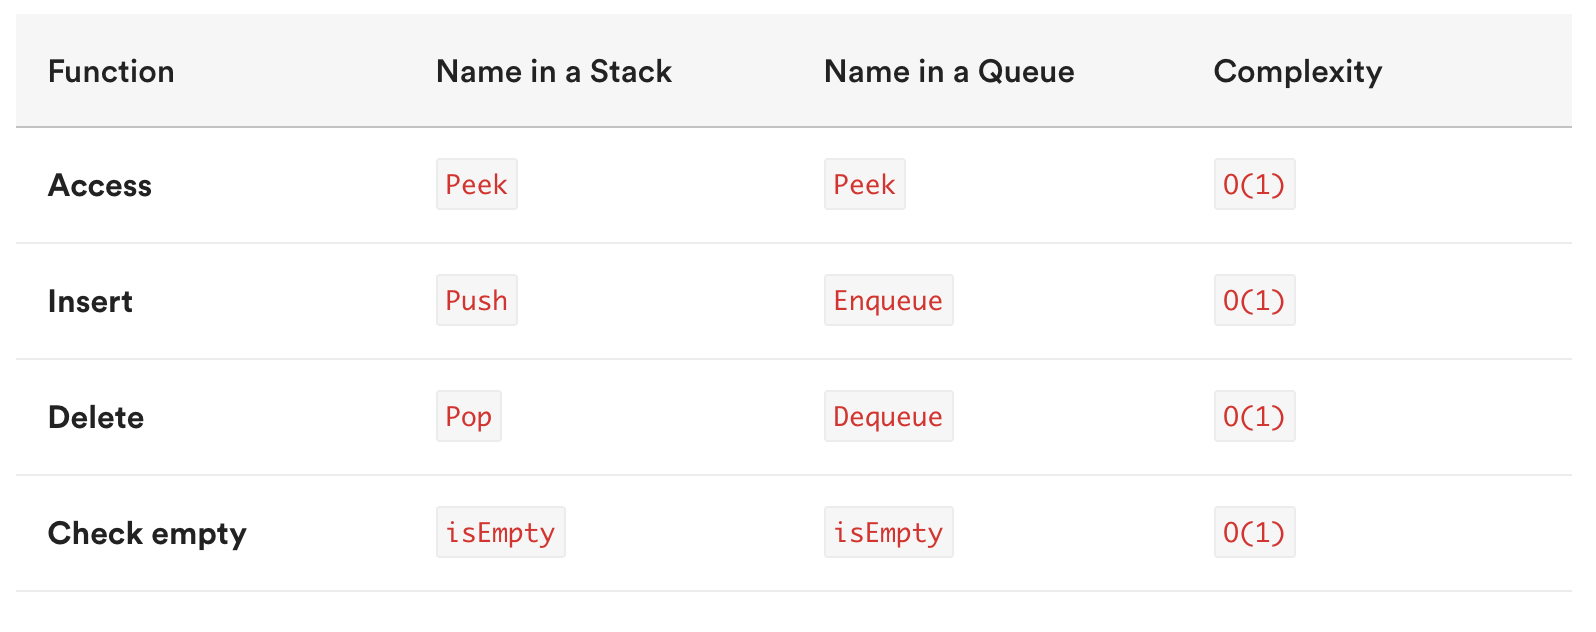 Function Name in a Stack Name in a Queue Complexity
Access Peek Peek O(1)
Insert Push Enqueue O(1)
Delete Pop Dequeue O(1)
Check empty isEmpty isEmpty O(1)